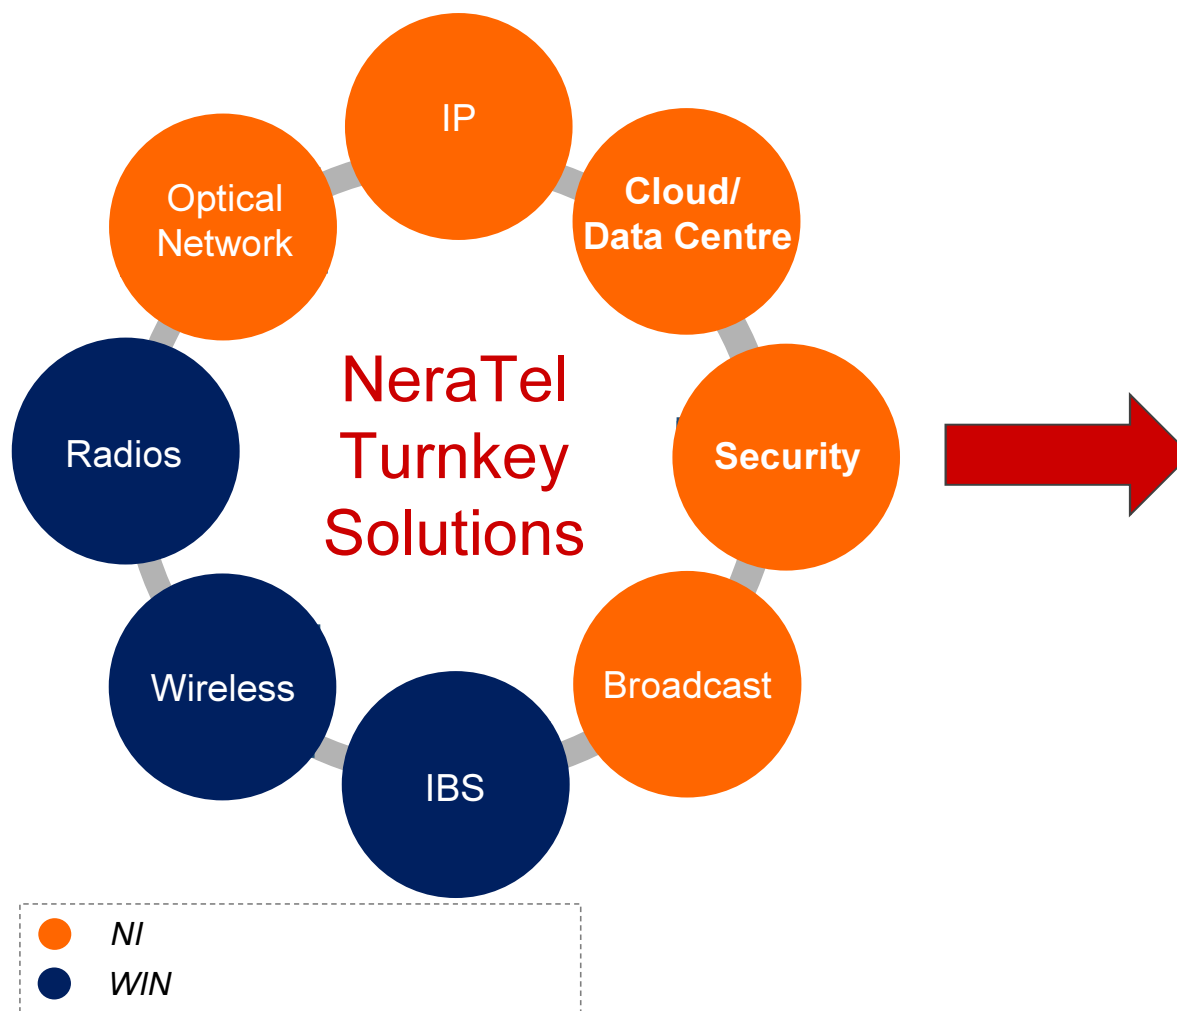 IP
Cloud/
Data Centre
Optical
Network
NeraTel
Turnkey
Solutions
Radios
Security
Wireless
Broadcast
IBS
NI
WIN